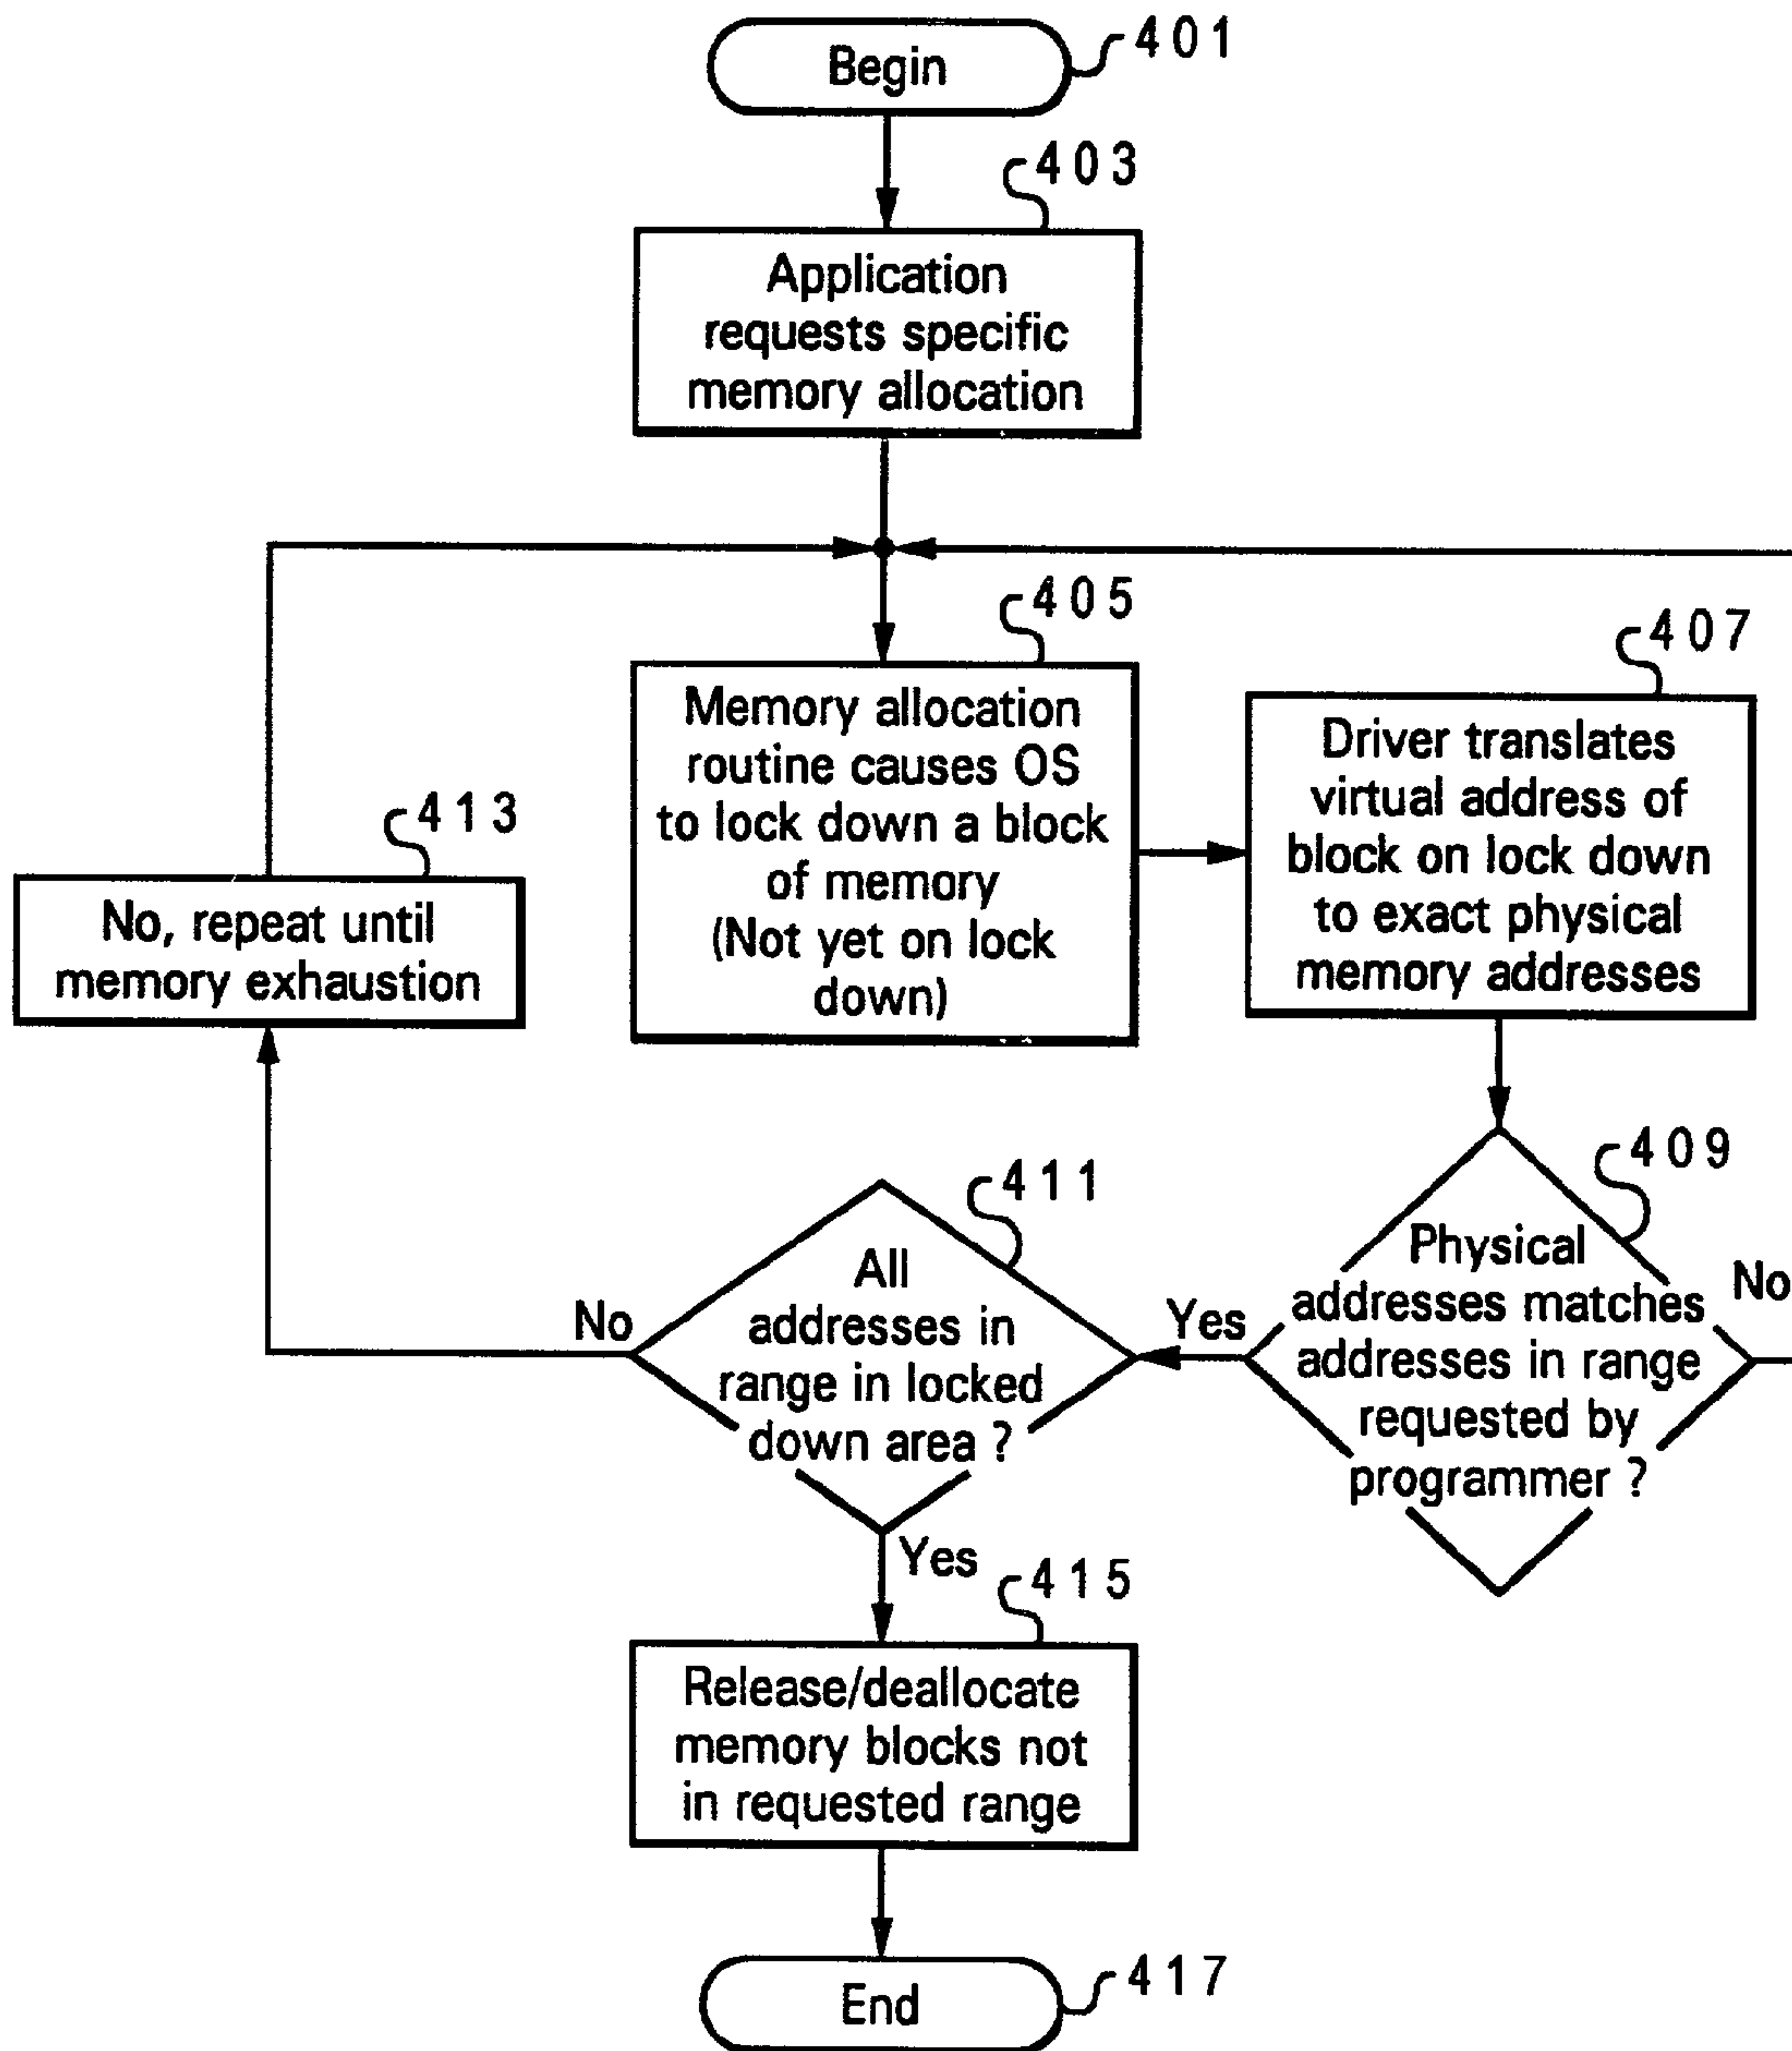 Begin
401
403
Application
requests specific
memory allocation
405
Memory allocation
routine causes OS
to lock down a block
of memory
(Not yet on lock
down)
407
Driver translates
virtual address of
block on lock down
to exact physical
memory addresses
413
No, repeat until
memory exhaustion
409
Physical
addresses matches
addresses in range
requested by
programmer ?
No
Yes
411
All
addresses in
range in locked
down area ?
No
Yes
415
Release/deallocate
memory blocks not
in requested range
End
417